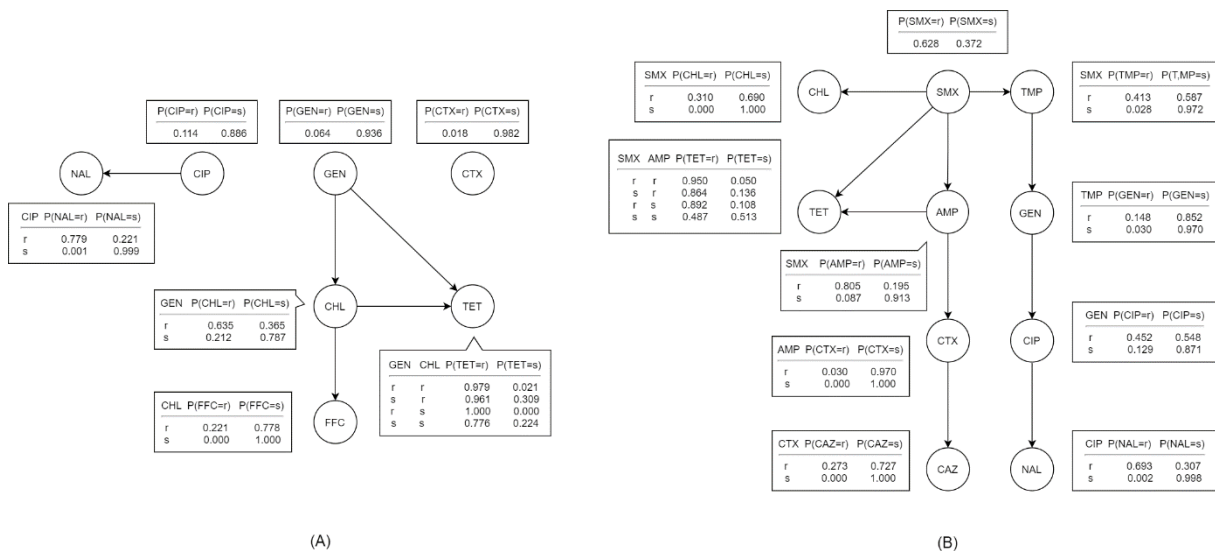 P(CIP=r) P(CIP=s)
0.114 0.886
P(GEN=r) P(GEN=s)
0.064 0.936
P(CTX=r) P(CTX=s)
0.018 0.982
NAL
CIP
GEN
CTX
CIP P(NAL=r) P(NAL=s)
r 0.779 0.221
s 0.001 0.999
GEN P(CHL=r) P(CHL=s)
r 0.635 0.365
s 0.212 0.787
CHL
TET
GEN CHL P(TET=r) P(TET=s)
r r 0.979 0.021
s r 0.961 0.309
r s 1.000 0.000
s s 0.776 0.224
CHL P(FFC=r) P(FFC=s)
r 0.221 0.778
s 0.000 1.000
FFC
(A)
P(SMX=r) P(SMX=s)
0.628 0.372
SMX P(CHL=r) P(CHL=s)
r 0.310 0.690
s 0.000 1.000
CHL
SMX
TMP
SMX P(TMP=r) P(T,MP=s)
r 0.413 0.587
s 0.028 0.972
SMX AMP P(TET=r) P(TET=s)
r r 0.950 0.050
s r 0.864 0.136
r s 0.892 0.108
s s 0.487 0.513
TET
AMP
GEN
TMP P(GEN=r) P(GEN=s)
r 0.148 0.852
s 0.030 0.970
SMX P(AMP=r) P(AMP=s)
r 0.805 0.195
s 0.087 0.913
AMP P(CTX=r) P(CTX=s)
r 0.030 0.970
s 0.000 1.000
CTX
CIP
GEN P(CIP=r) P(CIP=s)
r 0.452 0.548
s 0.129 0.871
CTX P(CAZ=r) P(CAZ=s)
r 0.273 0.727
s 0.000 1.000
CAZ
NAL
CIP P(NAL=r) P(NAL=s)
r 0.693 0.307
s 0.002 0.998
(B)